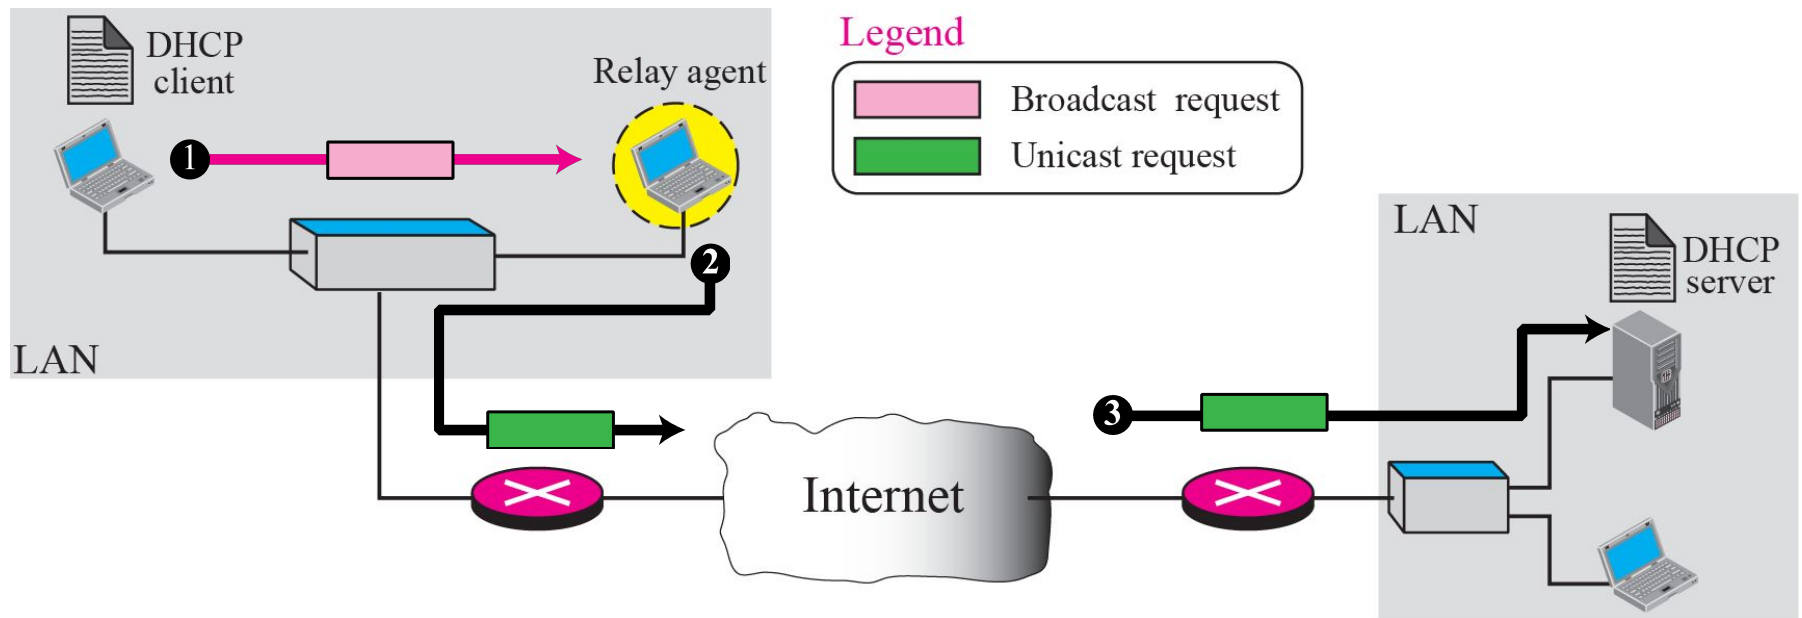 DHCP
client
Relay agent
1
2
LAN
Legend
Broadcast request
Unicast request
LAN
DHCP
server
3
Internet